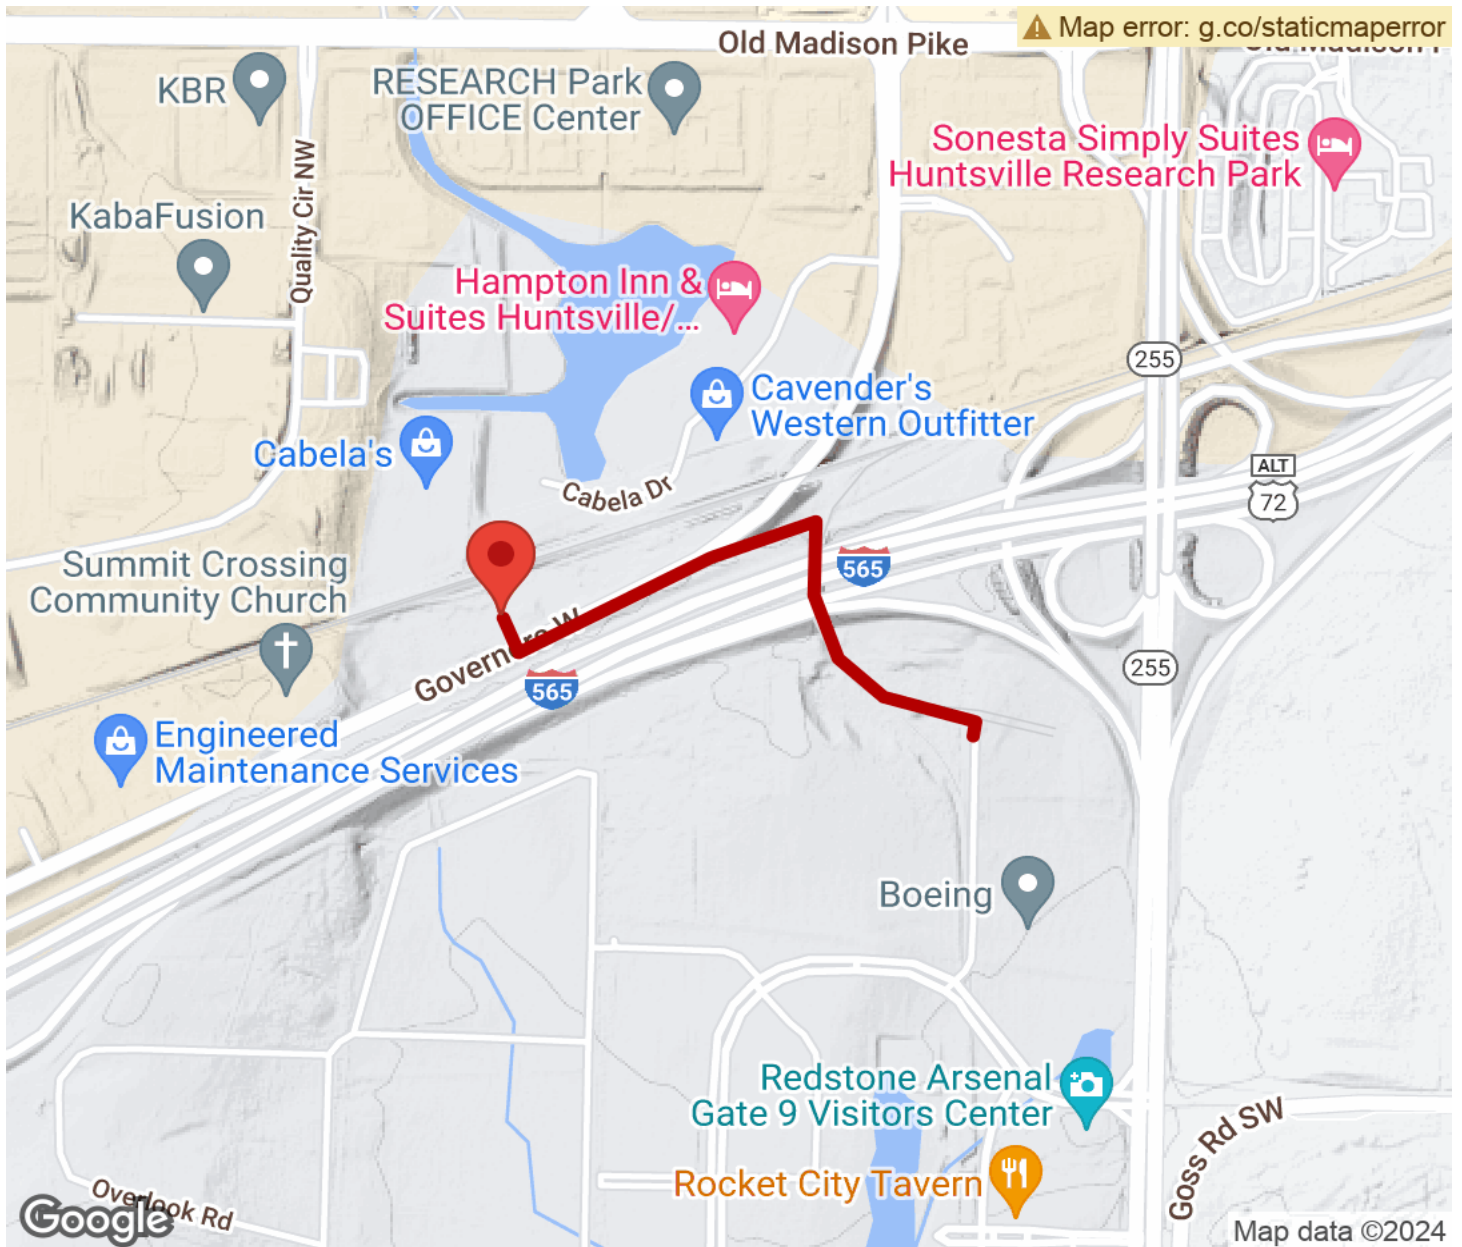 Map error: g.co/staticmaperror
Old Madison Pike
KBR
RESEARCH Park
OFFICE Center
Sonesta Simply Suites
Huntsville Research Park
Quality Cir NW
KabaFusion
Hampton Inn &
Suites Huntsville/...
255
Cavender's
Western Outfitter
Cabela's
ALT
72
Cabela Dr
565
Summit Crossing
Community Church
Governors W
565
255
Engineered
Maintenance Services
Boeing
Redstone Arsenal
Gate 9 Visitors Center
Goss Rd SW
Rocket City Tavern
Overlook Rd
Google
Map data ©2024